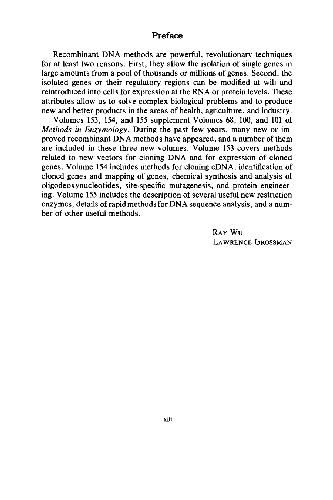 Preface
Recombinant DNA methods are powerful, revolutionary techniques
for at least two reasons. First, they allow the isolation of single genes in
large amounts from a pool of thousands or millions of genes. Second, the
isolated genes or their regulatory regions can be modified at will and
reintroduced into cells for expression at the RNA or protein levels. These
attributes allow us to solve complex biological problems and to produce
new and better products in the areas of health, agriculture, and industry.
Volumes 153, 154, and 155 supplement Volumes 68, 100, and 101 of
Methods in Enzymology. During the past few years, many new or im-
proved recombinant DNA methods have appeared, and a number of them
are included in these three new volumes. Volume 153 covers methods
related to new vectors for cloning DNA and for expression of cloned
genes. Volume 154 includes methods for cloning cDNA, identification of
cloned genes and mapping of genes, chemical synthesis and analysis of
oligodeoxynucleotides, site-specific mutagenesis, and protein engineer-
ing. Volume 155 includes the description of several useful new restriction
enzymes, details of rapid methods for DNA sequence analysis, and a num-
ber of other useful methods.
RAY WU
LAWRENCE GROSSMAN
xiii